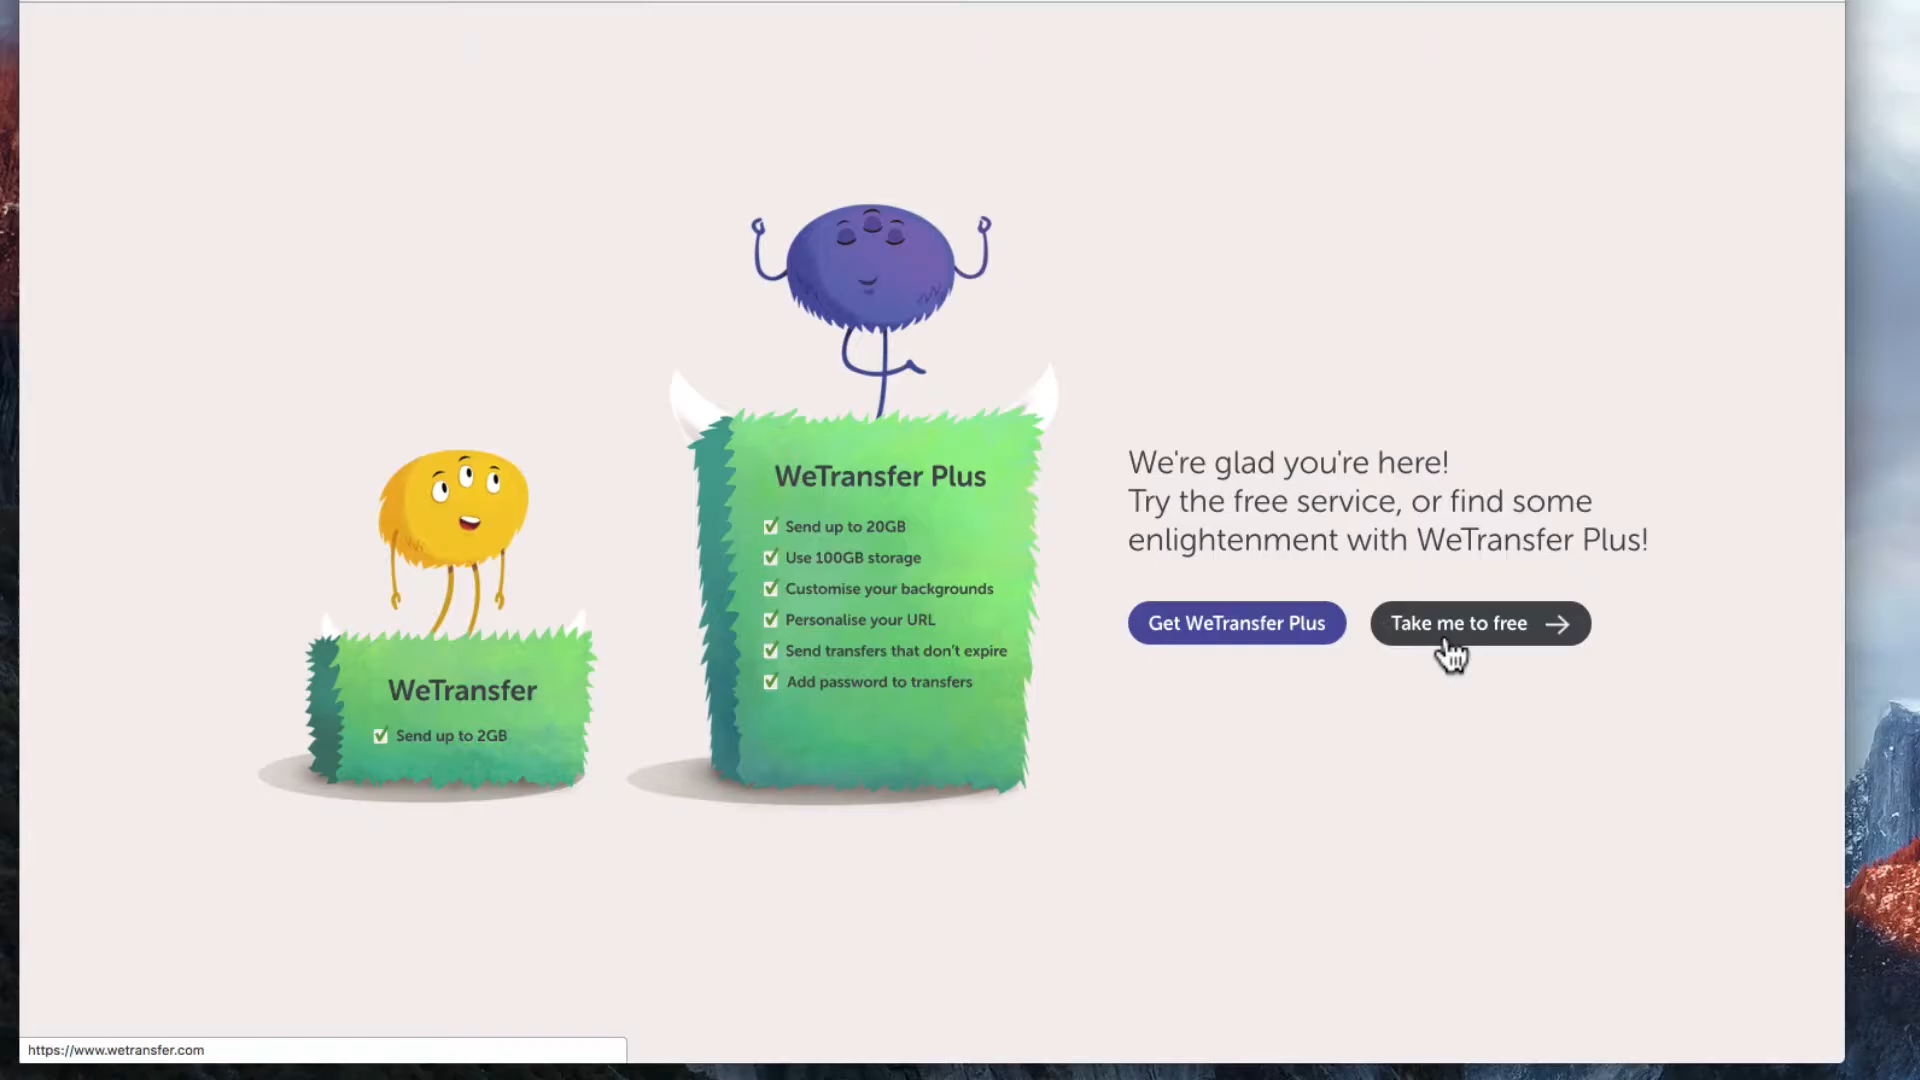 WeTransfer Plus
Send up to 20GB
Use 100GB storage
Customise your backgrounds
Personalise your URL
Send transfers that don't expire
Add password to transfers
WeTransfer
Send up to 2GB
We're glad you're here!
Try the free service, or find some
enlightenment with WeTransfer Plus!
Get WeTransfer Plus
Take me to free
https://www.wetransfer.com